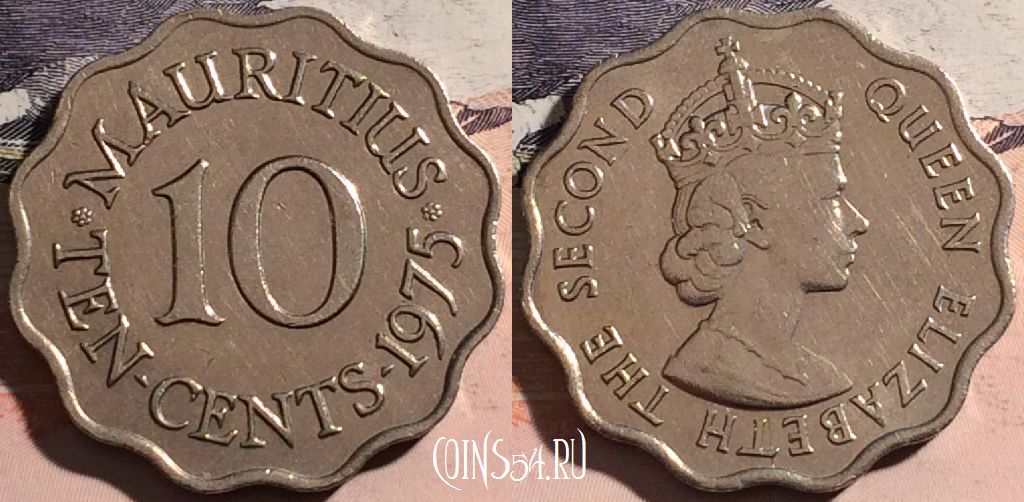 MAURITIUS
10
TEN·CENTS·1975
QUEEN ELIZABETH THE SECOND
COINS54.RU